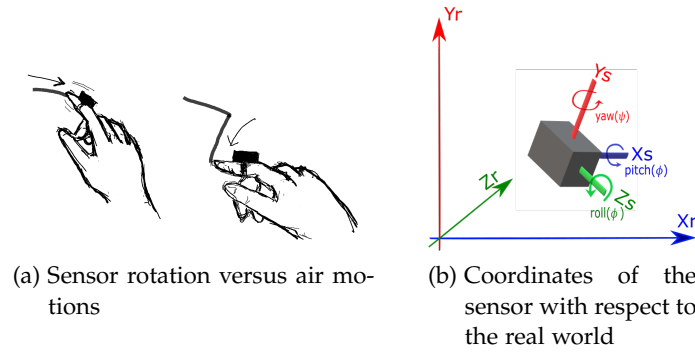 Yr
Ys
yaw(ψ)
Xs
pitch(ϕ)
Zr
Zs
roll(ϕ)
Xr
(a) Sensor rotation versus air mo-
tions
(b) Coordinates of the
sensor with respect to
the real world